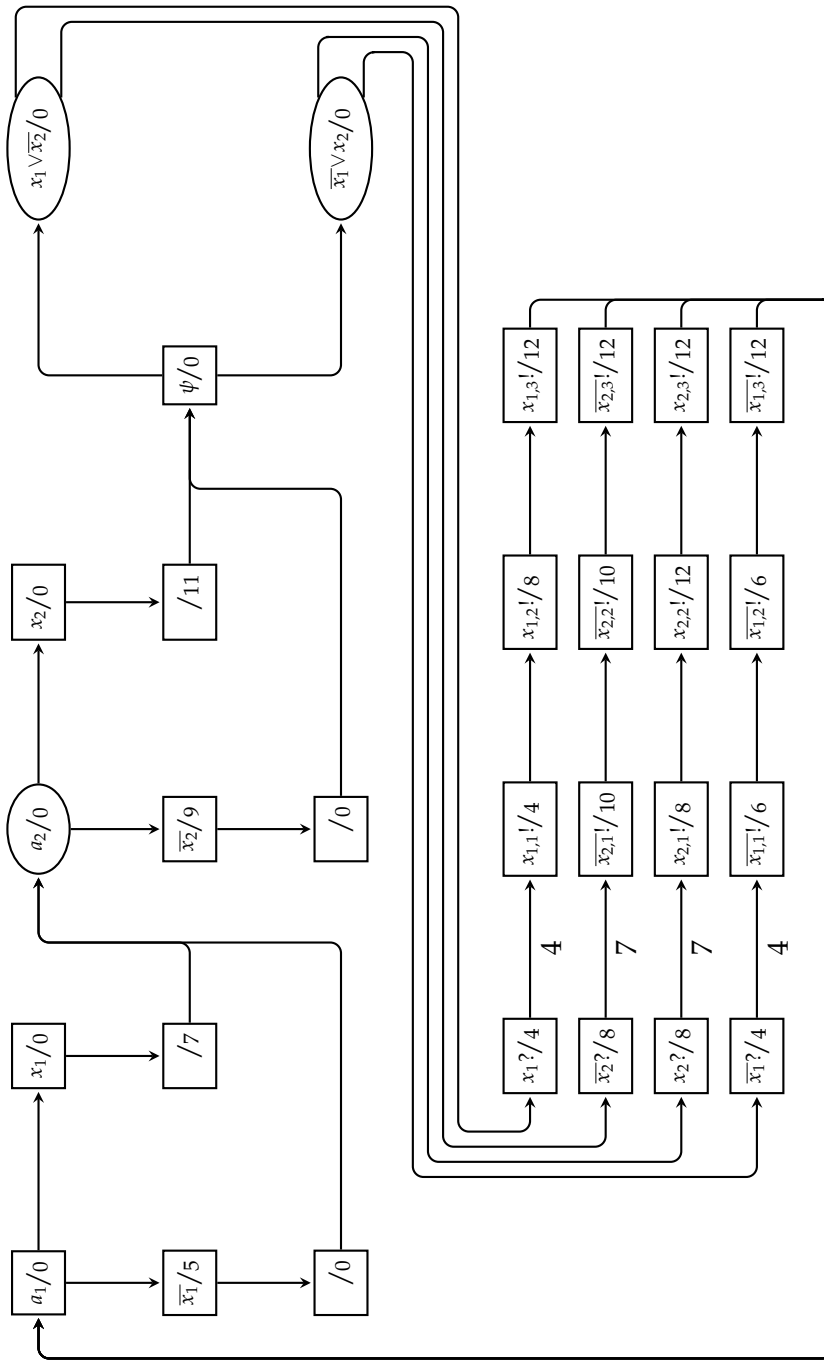 a₁/0 x₁/0 a₂/0 x₂/0 x₁∨x̅₂/0
x̅₁/5 /7 x̅₂/9 /11 ψ/0
/0 /0 x̅₁∨x₂/0
x₁?/4 4 x₁,₁!/4 x₁,₂!/8 x₁,₃!/12
x̅₂?/8 7 x̅₂,₁!/10 x̅₂,₂!/10 x̅₂,₃!/12
x₂?/8 7 x₂,₁!/8 x₂,₂!/12 x₂,₃!/12
x̅₁?/4 4 x̅₁,₁!/6 x̅₁,₂!/6 x̅₁,₃!/12